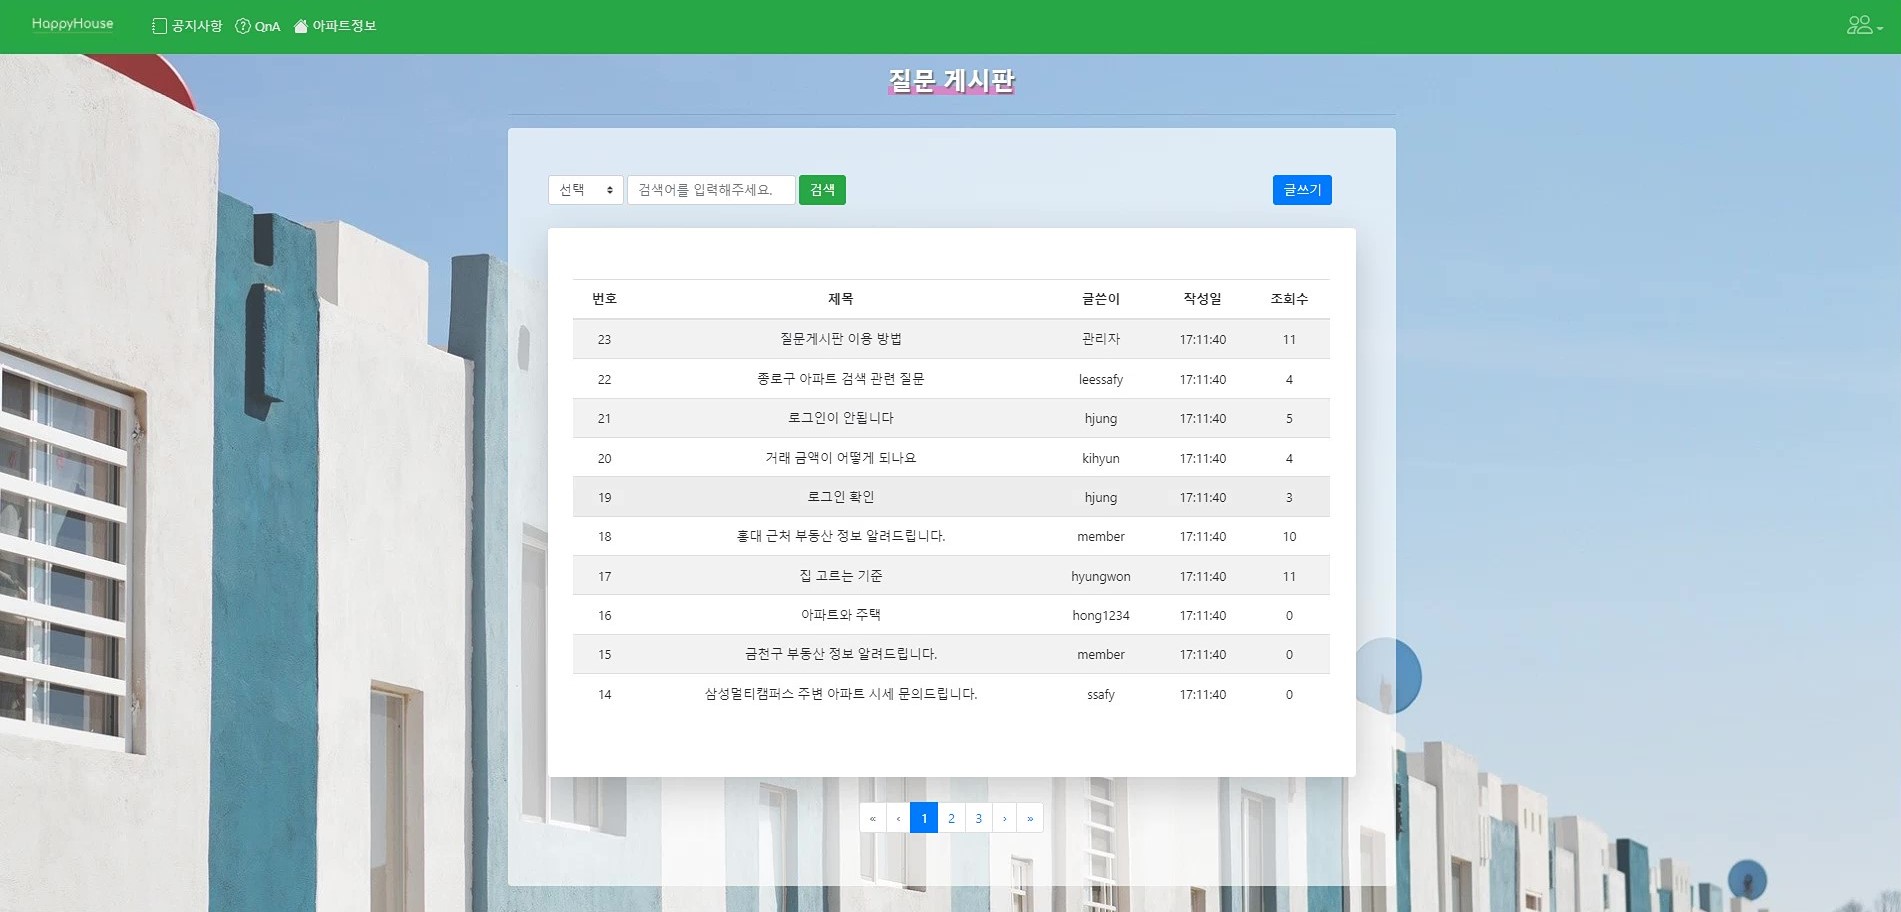 HappyHouse 공지사항 QnA 아파트정보
질문 게시판
선택 검색어를 입력해주세요. 검색 글쓰기
번호 제목 글쓴이 작성일 조회수
23 질문게시판 이용 방법 관리자 17:11:40 11
22 종로구 아파트 검색 관련 질문 leessafy 17:11:40 4
21 로그인이 안됩니다 hjung 17:11:40 5
20 거래 금액이 어떻게 되나요 kihyun 17:11:40 4
19 로그인 확인 hjung 17:11:40 3
18 홍대 근처 부동산 정보 알려드립니다. member 17:11:40 10
17 집 고르는 기준 hyungwon 17:11:40 11
16 아파트와 주택 hong1234 17:11:40 0
15 금천구 부동산 정보 알려드립니다. member 17:11:40 0
14 삼성멀티캠퍼스 주변 아파트 시세 문의드립니다. ssafy 17:11:40 0
« ‹ 1 2 3 › »